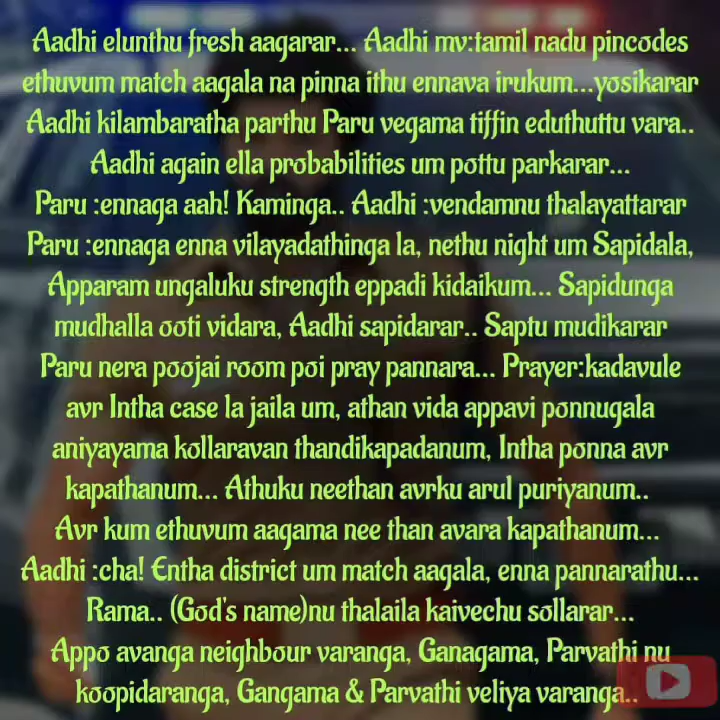 Aadhi elunthu fresh aagarar... Aadhi mv:tamil nadu pincodes
ethuvum match aagala na pinna ithu ennava irukum...yosikarar
Aadhi kilambaratha parthu Paru vegama tiffin eduthuttu vara..
Aadhi again ella probabilities um pottu parkarar...
Paru :ennaga aah! Kaminga.. Aadhi :vendamnu thalayattarar
Paru :ennaga enna vilayadathinga la, nethu night um Sapidala,
Apparam ungaluku strength eppadi kidaikum... Sapidunga
mudhalla ooti vidara, Aadhi sapidarar.. Saptu mudikarar
Paru nera poojai room poi pray pannara... Prayer:kadavule
avr Intha case la jaila um, athan vida appavi ponnugala
aniyayama kollaravan thandikapadanum, Intha ponna avr
kapathanum... Athuku neethan avrku arul puriyanum..
Avr kum ethuvum aagama nee than avara kapathanum...
Aadhi :cha! Entha district um match aagala, enna pannarathu...
Rama.. (God's name)nu thalaila kaivechu sollarar...
Appo avanga neighbour varanga, Ganagama, Parvathi nu
koopidaranga, Gangama & Parvathi veliya varanga..